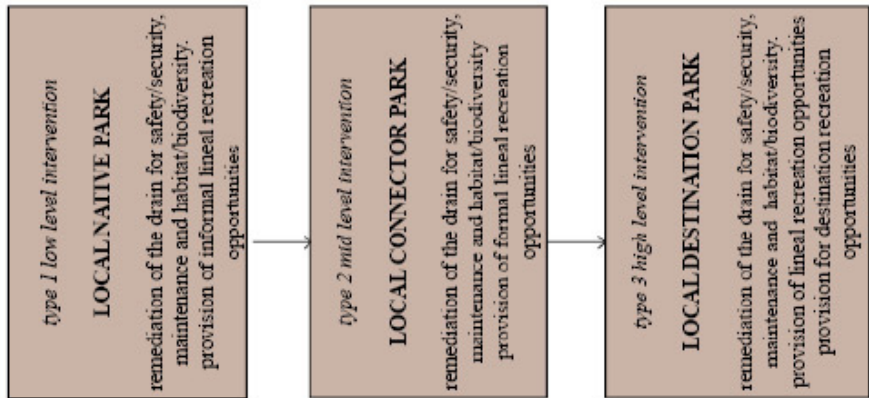 type 1 low level intervention
LOCAL NATIVE PARK
remediation of the drain for safety/security,
maintenance and habitat/biodiversity.
provision of informal lineal recreation
opportunities
type 2 mid level intervention
LOCAL CONNECTOR PARK
remediation of the drain for safety/security,
maintenance and habitat/biodiversity
provision of formal lineal recreation
opportunities
type 3 high level intervention
LOCAL DESTINATION PARK
remediation of the drain for safety/security,
maintenance and habitat/biodiversity.
provision of lineal recreation opportunities
provision for destination recreation
opportunities